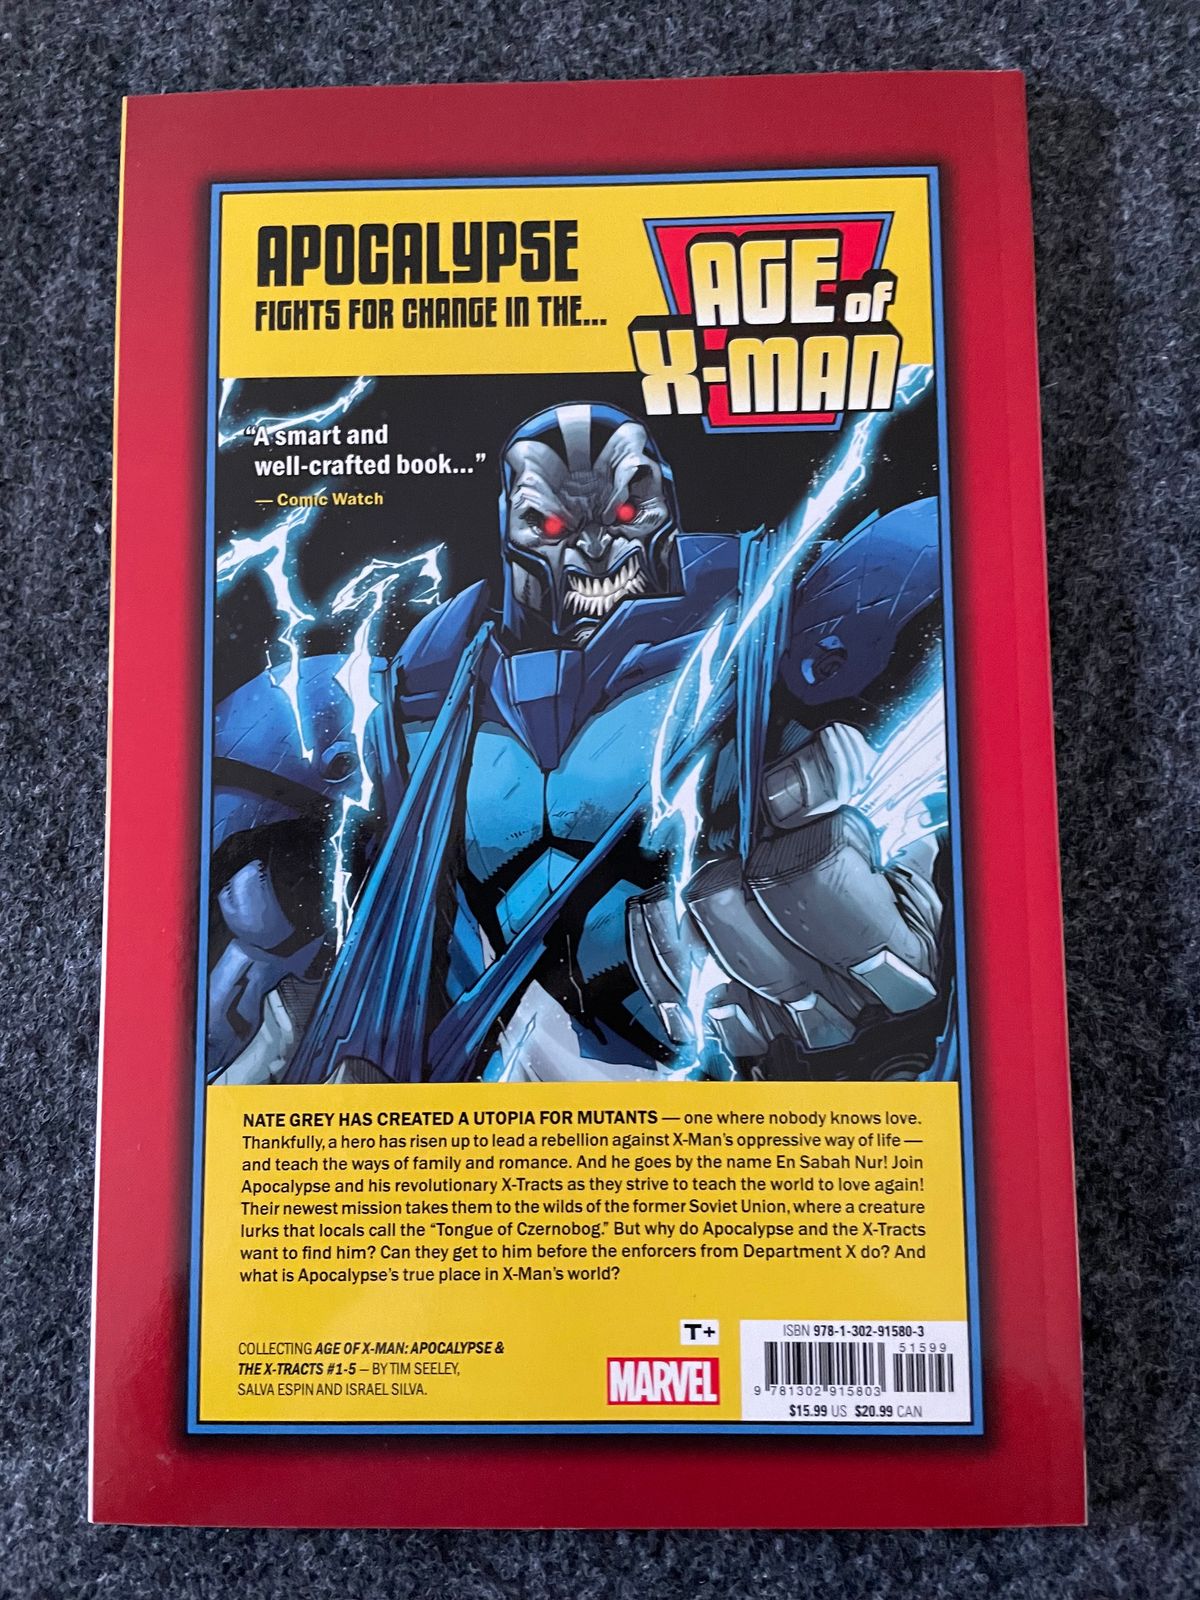 APOCALYPSE
FIGHTS FOR CHANGE IN THE...
AGE of
X-MAN
“A smart and
well-crafted book...”
— Comic Watch
NATE GREY HAS CREATED A UTOPIA FOR MUTANTS — one where nobody knows love.
Thankfully, a hero has risen up to lead a rebellion against X-Man’s oppressive way of life —
and teach the ways of family and romance. And he goes by the name En Sabah Nur! Join
Apocalypse and his revolutionary X-Tracts as they strive to teach the world to love again!
Their newest mission takes them to the wilds of the former Soviet Union, where a creature
lurks that locals call the “Tongue of Czernobog.” But why do Apocalypse and the X-Tracts
want to find him? Can they get to him before the enforcers from Department X do? And
what is Apocalypse’s true place in X-Man’s world?
COLLECTING AGE OF X-MAN: APOCALYPSE &
THE X-TRACTS #1-5 — BY TIM SEELEY,
SALVA ESPIN AND ISRAEL SILVA.
T+
MARVEL
ISBN 978-1-302-91580-3
51599
9 781302 915803
$15.99 US $20.99 CAN